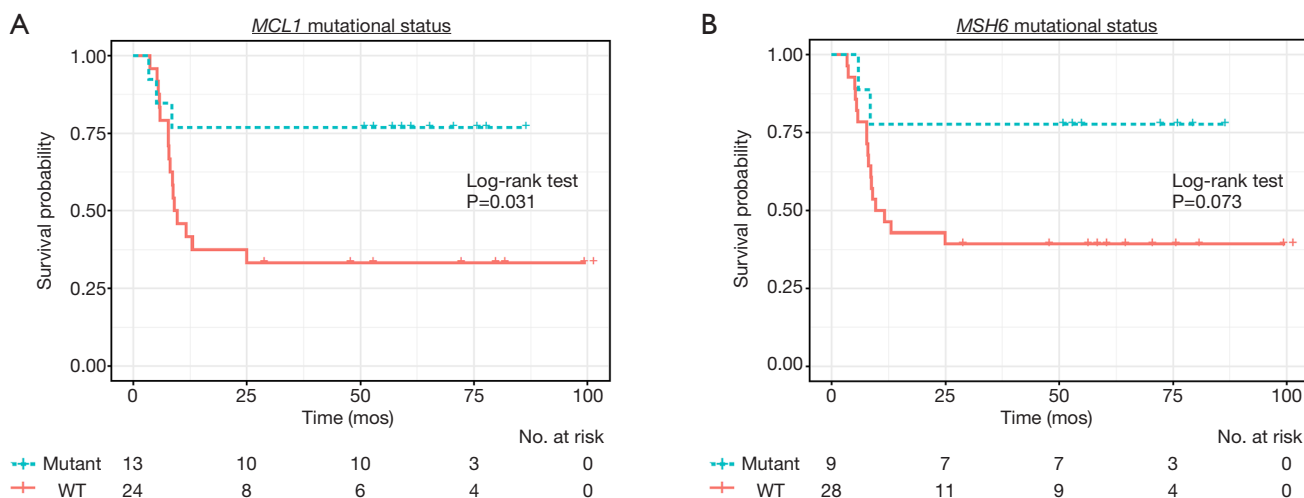 A
MCL1 mutational status
1.00
0.75
0.50
0.25
0.00
Survival probability
Log-rank test
P=0.031
0 25 50 75 100
Time (mos)
No. at risk
Mutant 13 10 10 3 0
WT 24 8 6 4 0
B
MSH6 mutational status
1.00
0.75
0.50
0.25
0.00
Survival probability
Log-rank test
P=0.073
0 25 50 75 100
Time (mos)
No. at risk
Mutant 9 7 7 3 0
WT 28 11 9 4 0